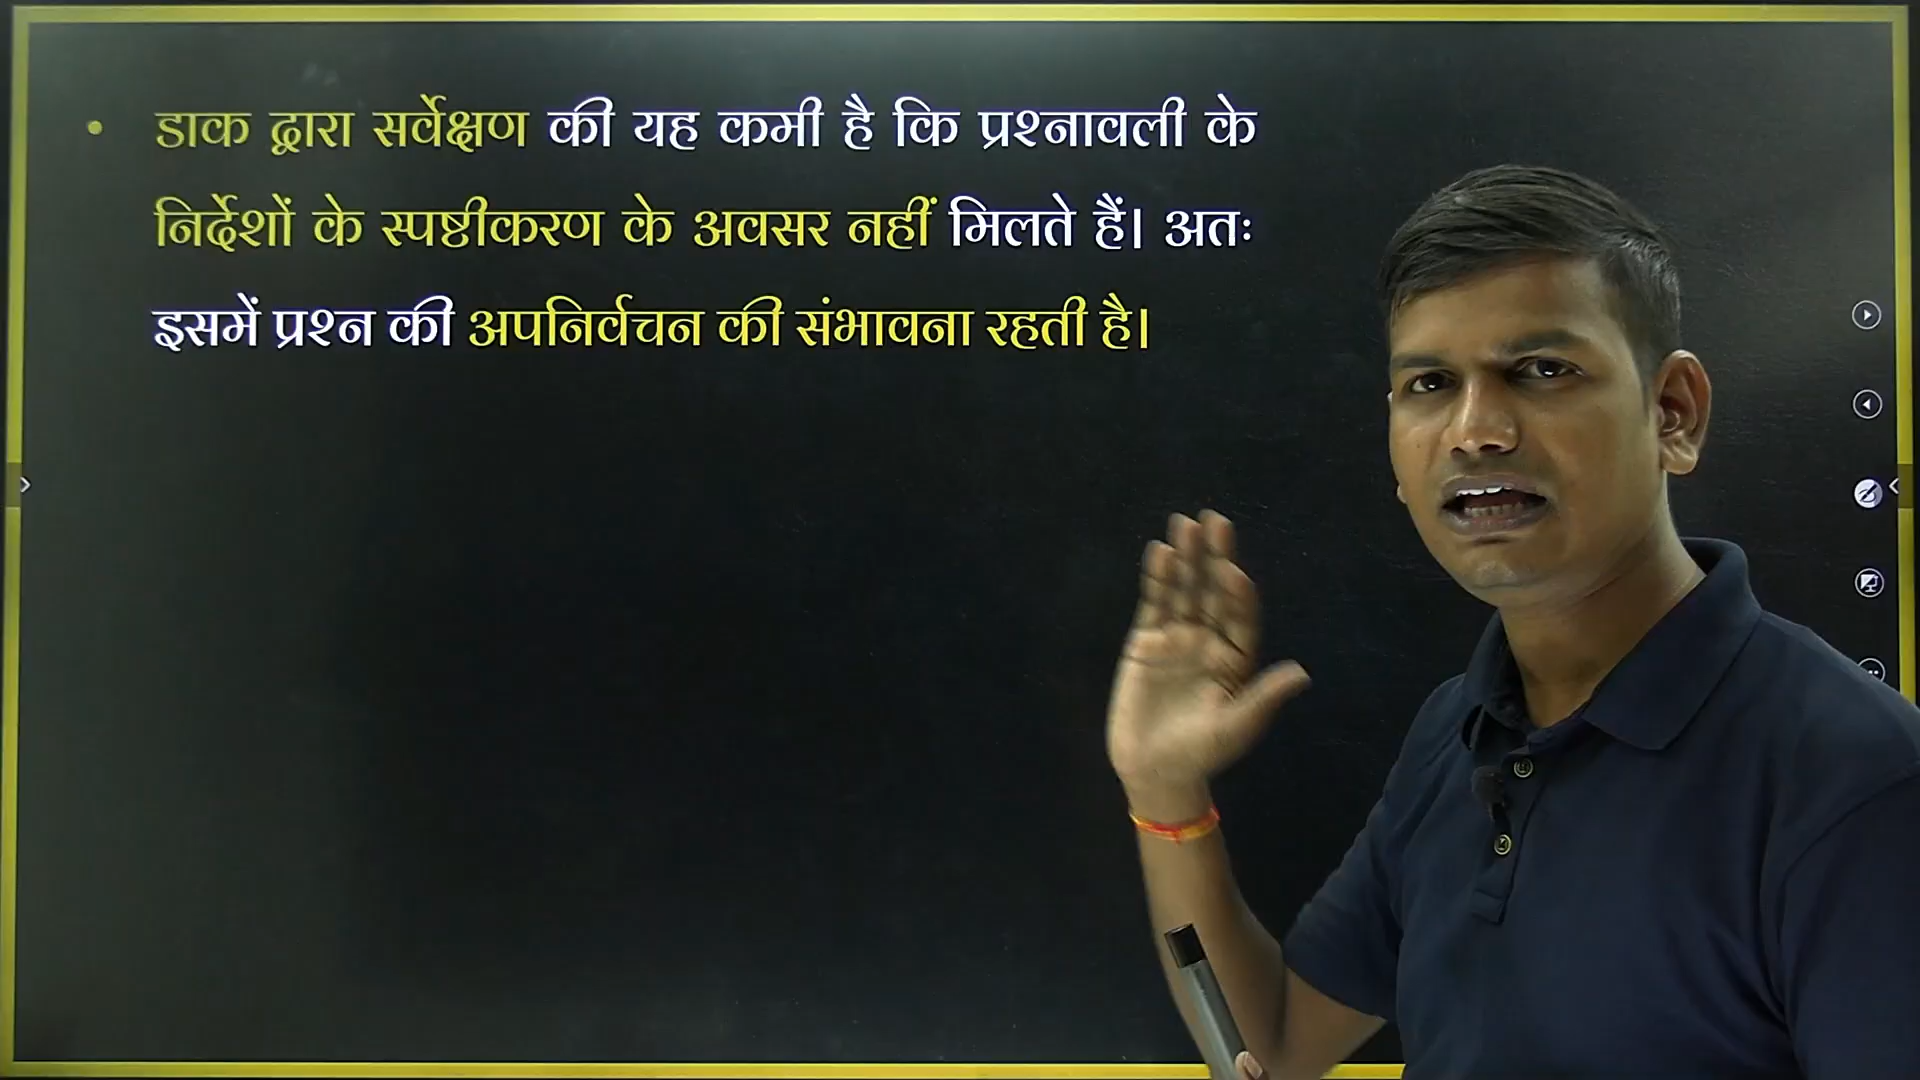 • डाक द्वारा सर्वेक्षण की यह कमी है कि प्रश्नावली के
निर्देशों के स्पष्टीकरण के अवसर नहीं मिलते हैं। अतः
इसमें प्रश्न की अपनिर्वचन की संभावना रहती है।